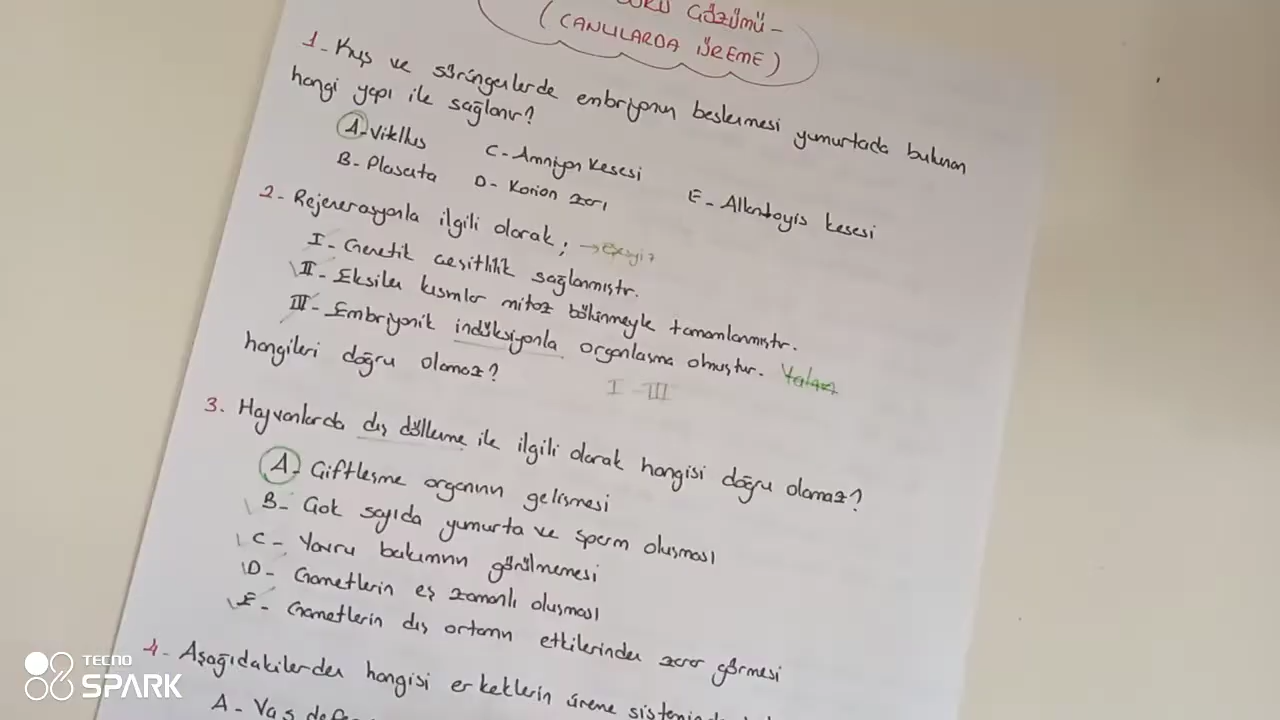 GÖZÜMÜ-
(CANLILARDA ÜREME)
1- Kuş ve sürüngenlerde embriyonun beslenmesi yumurtada bulunan
hangi yapı ile sağlanır?
A- Vitellus
C- Amniyon kesesi
E- Allantoyis kesesi
B- Plasenta
D- Korion zarı
2- Rejenerasyonla ilgili olarak;
I- Genetik çeşitlilik sağlanmıştır.
II- Eksilen kısımlar mitoz bölünmeyle tamamlanmıştır.
III- Embriyonik indüksiyonla organlaşma olmuştur.
hangileri doğru olamaz?
I-III
3. Hayvanlarda dış döllenme ile ilgili olarak hangisi doğru olamaz?
A- Çiftleşme organının gelişmesi
B- Çok sayıda yumurta ve sperm oluşması
C- Yavru bakımının görülmemesi
D- Gametlerin eş zamanlı oluşması
E- Gametlerin dış ortamın etkilerinden zarar görmesi
4- Aşağıdakilerden hangisi erkeklerin üreme
A- Vas
TECNO
SPARK